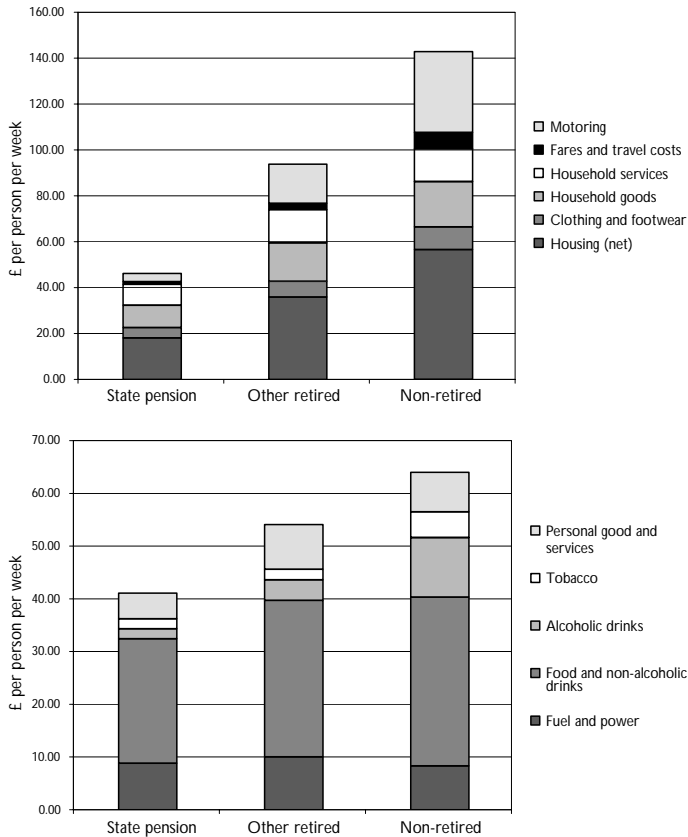 160.00
140.00
120.00
100.00
80.00
60.00
40.00
20.00
0.00
£ per person per week
State pension
Other retired
Non-retired
Motoring
Fares and travel costs
Household services
Household goods
Clothing and footwear
Housing (net)
70.00
60.00
50.00
40.00
30.00
20.00
10.00
0.00
£ per person per week
State pension
Other retired
Non-retired
Personal good and
services
Tobacco
Alcoholic drinks
Food and non-alcoholic
drinks
Fuel and power